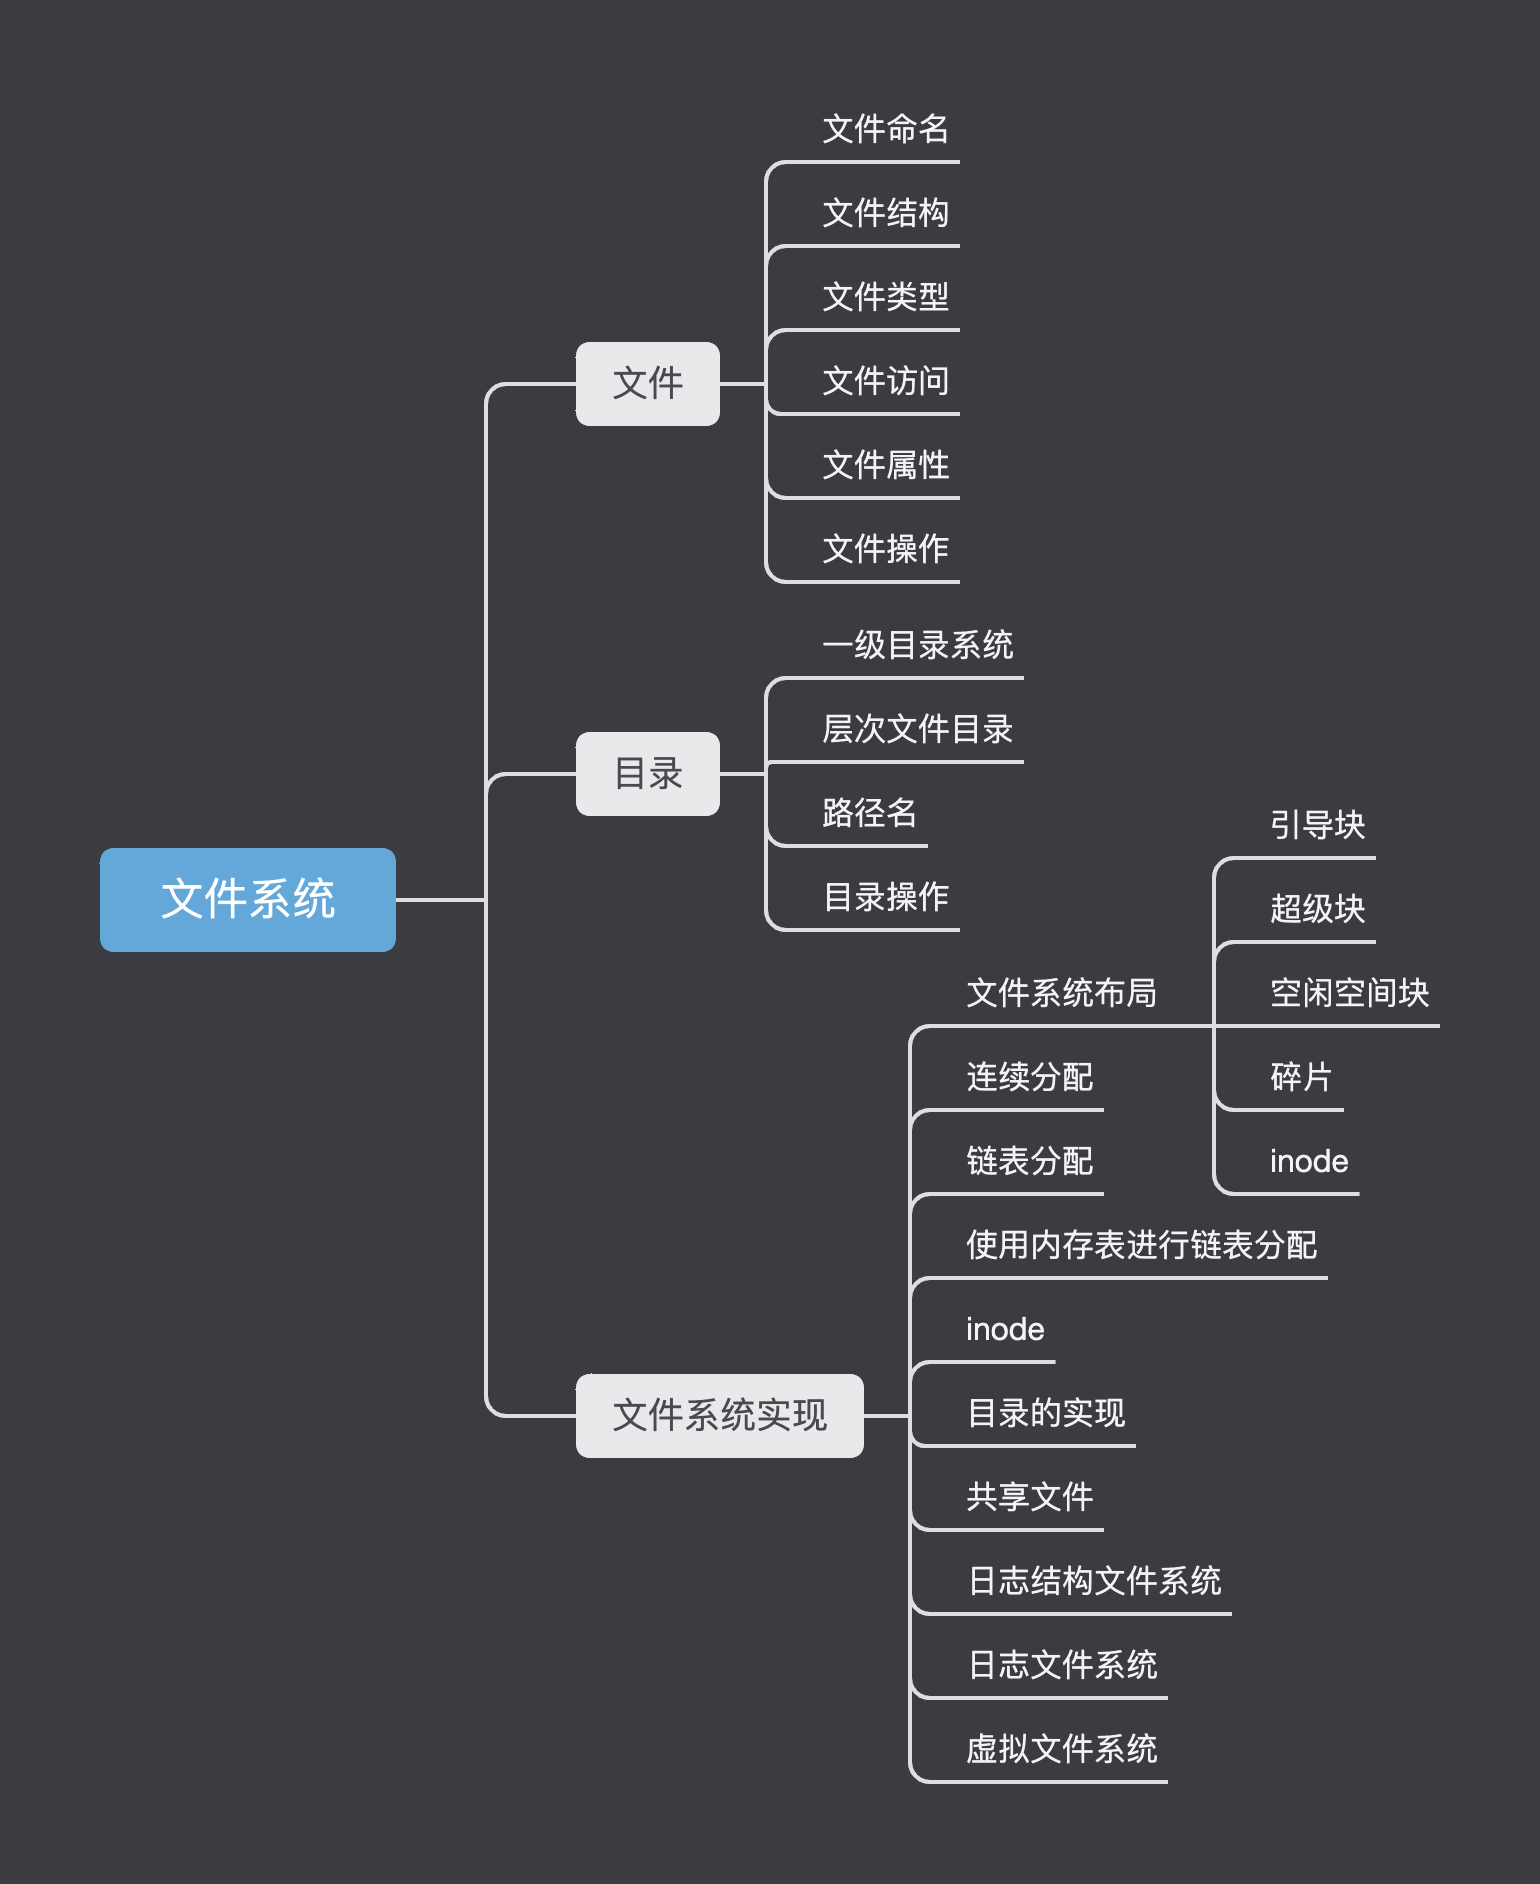 文件系统
文件
文件命名
文件结构
文件类型
文件访问
文件属性
文件操作
目录
一级目录系统
层次文件目录
路径名
目录操作
文件系统实现
文件系统布局
引导块
超级块
空闲空间块
碎片
inode
连续分配
链表分配
使用内存表进行链表分配
inode
目录的实现
共享文件
日志结构文件系统
日志文件系统
虚拟文件系统